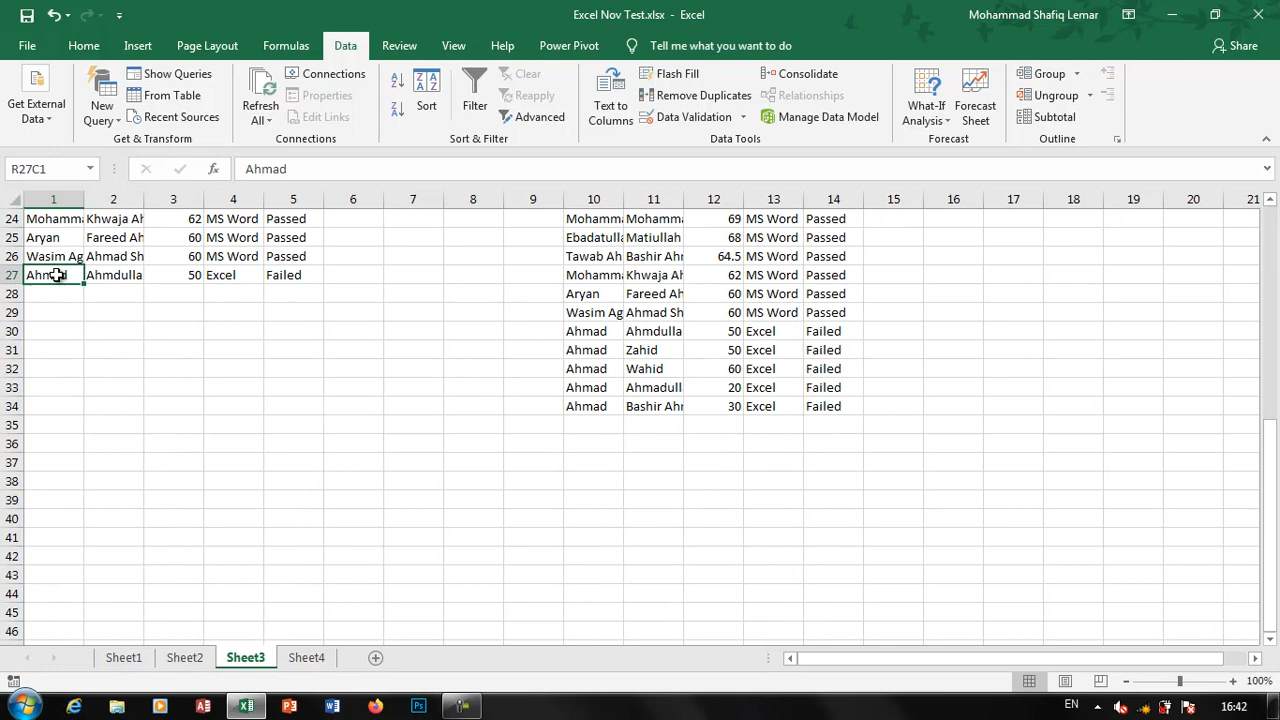 Excel Nov Test.xlsx - Excel
Mohammad Shafiq Lemar
File Home Insert Page Layout Formulas Data Review View Help Power Pivot Tell me what you want to do Share
Get External Data
New Query
Show Queries
From Table
Recent Sources
Get & Transform
Refresh All
Connections
Properties
Edit Links
Connections
Sort
Filter
Clear
Reapply
Advanced
Sort & Filter
Text to Columns
Flash Fill
Remove Duplicates
Data Validation
Consolidate
Relationships
Manage Data Model
Data Tools
What-If Analysis
Forecast Sheet
Forecast
Group
Ungroup
Subtotal
Outline
R27C1 fx Ahmad
1 2 3 4 5 6 7 8 9 10 11 12 13 14 15 16 17 18 19 20 21
24 Mohamma Khwaja Ah 62 MS Word Passed Mohamma Mohamma 69 MS Word Passed
25 Aryan Fareed Ah 60 MS Word Passed Ebadatulla Matiullah 68 MS Word Passed
26 Wasim Ag Ahmad Sh 60 MS Word Passed Tawab Ah Bashir Ahr 64.5 MS Word Passed
27 Ahmad Ahmdulla 50 Excel Failed Mohamma Khwaja Ah 62 MS Word Passed
28 Aryan Fareed Ah 60 MS Word Passed
29 Wasim Ag Ahmad Sh 60 MS Word Passed
30 Ahmad Ahmdulla 50 Excel Failed
31 Ahmad Zahid 50 Excel Failed
32 Ahmad Wahid 60 Excel Failed
33 Ahmad Ahmadull 20 Excel Failed
34 Ahmad Bashir Ahr 30 Excel Failed
35
36
37
38
39
40
41
42
43
44
45
46
Sheet1 Sheet2 Sheet3 Sheet4
100%
EN 16:42